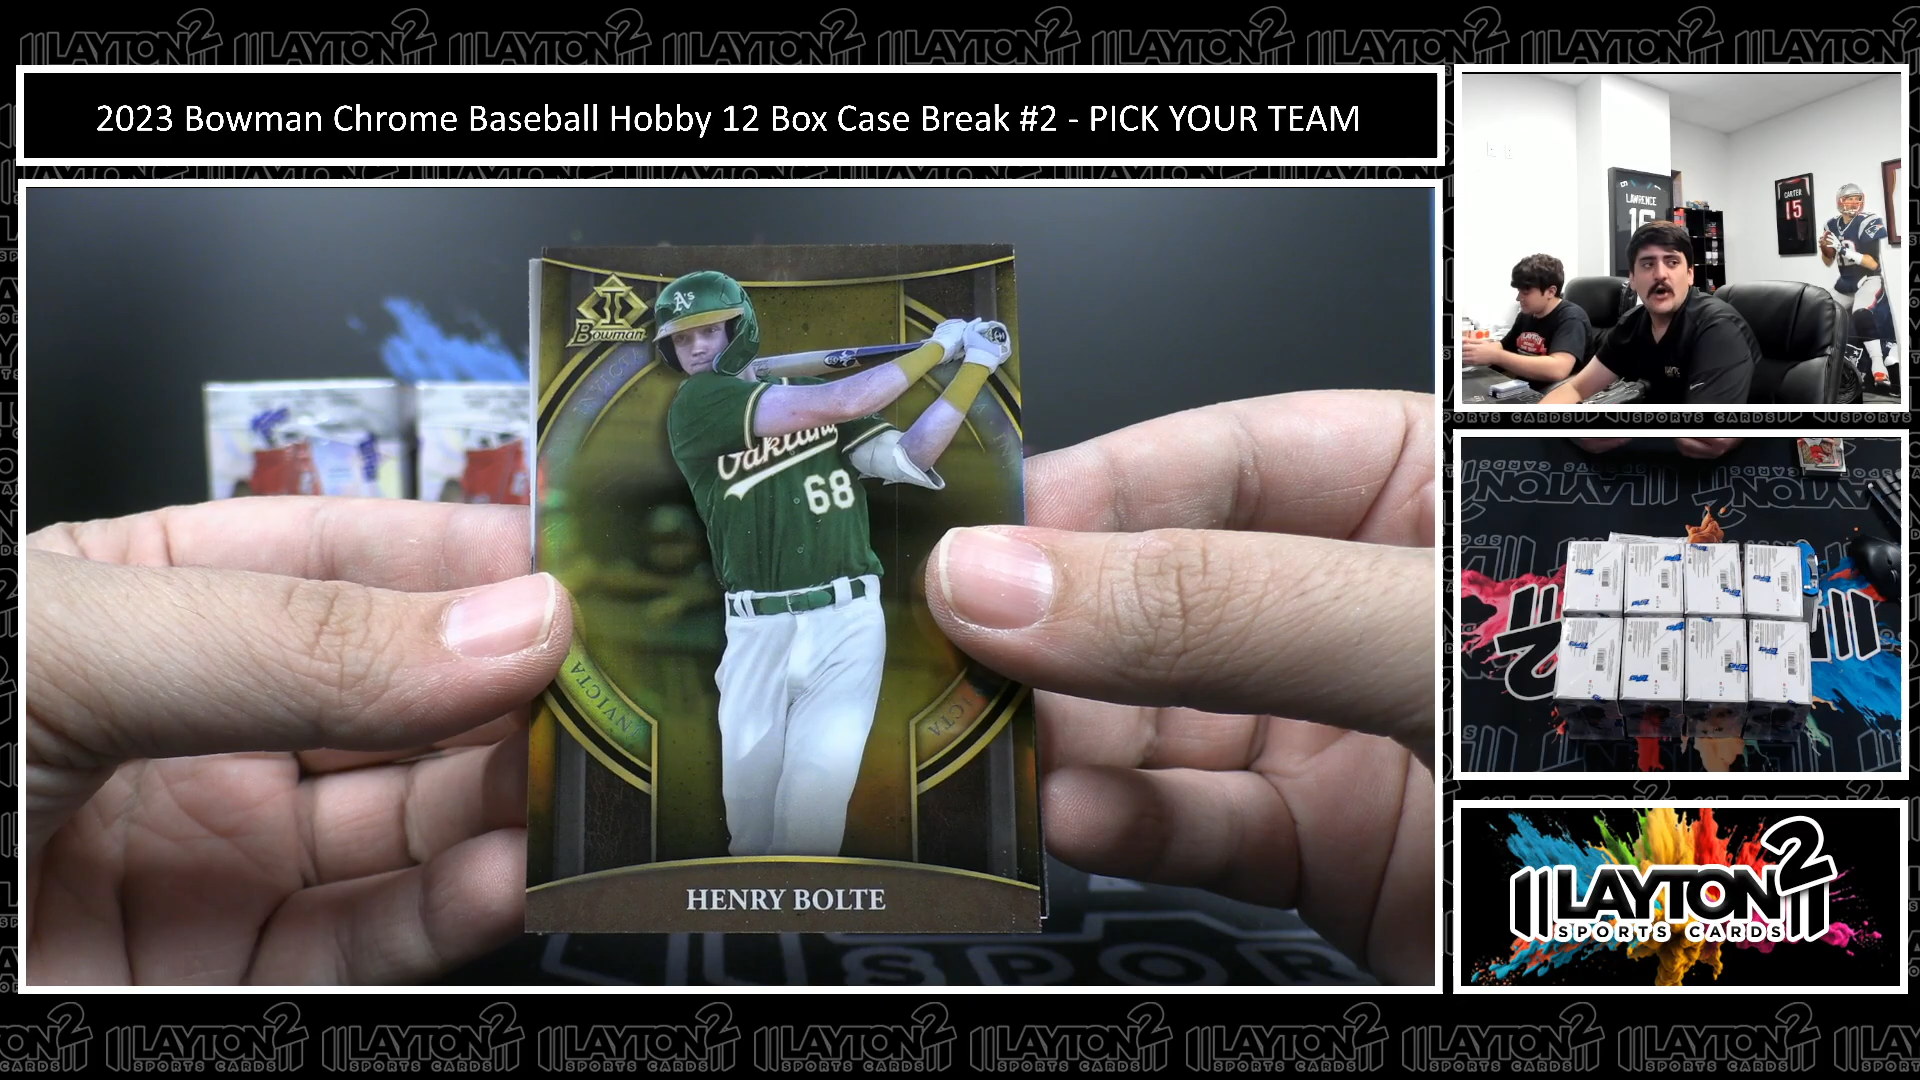 2023 Bowman Chrome Baseball Hobby 12 Box Case Break #2 - PICK YOUR TEAM
A's
Bowman
Oakland
68
INVICTA
HENRY BOLTE
LAWRENCE
16
CARTER
15
LAYTON 2
SPORTS CARDS